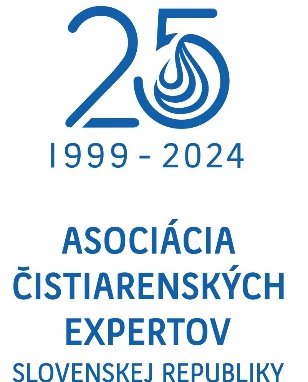 25
1999 - 2024
ASOCIÁCIA
ČISTIARENSKÝCH
EXPERTOV
SLOVENSKEJ REPUBLIKY